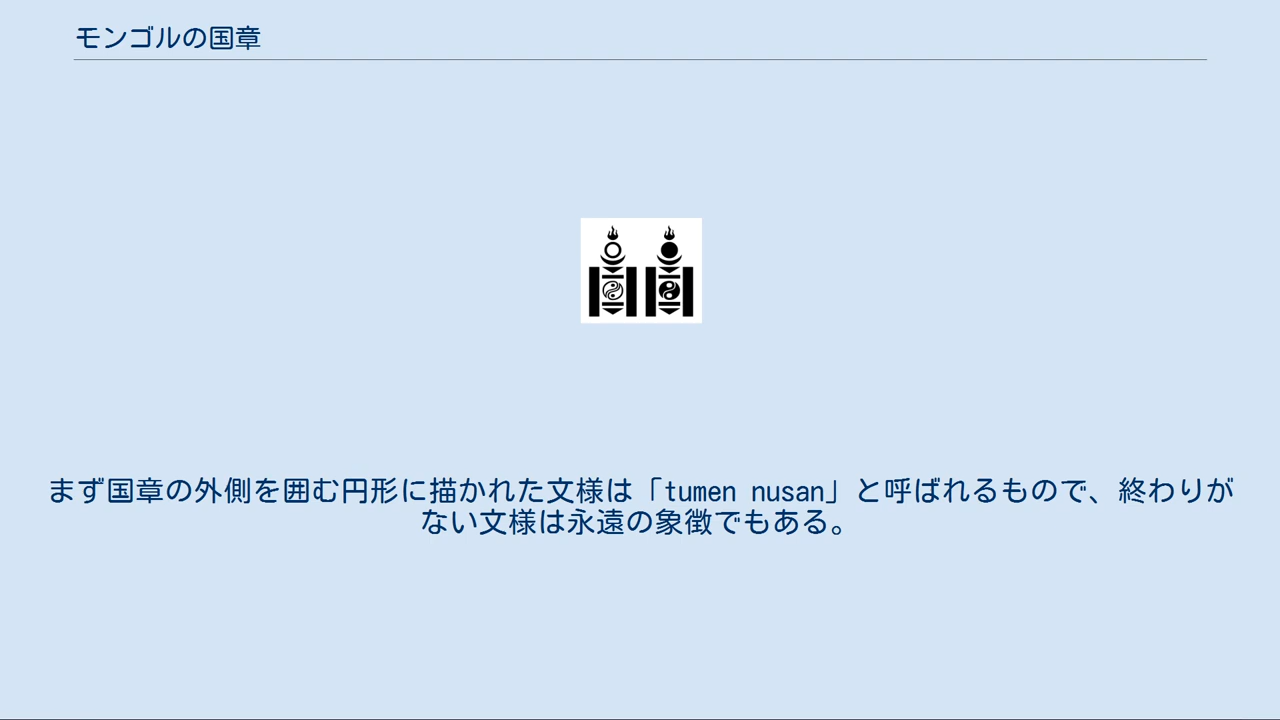 モンゴルの国章
まず国章の外側を囲む円形に描かれた文様は「tumen nusan」と呼ばれるもので、終わりが
ない文様は永遠の象徴でもある。